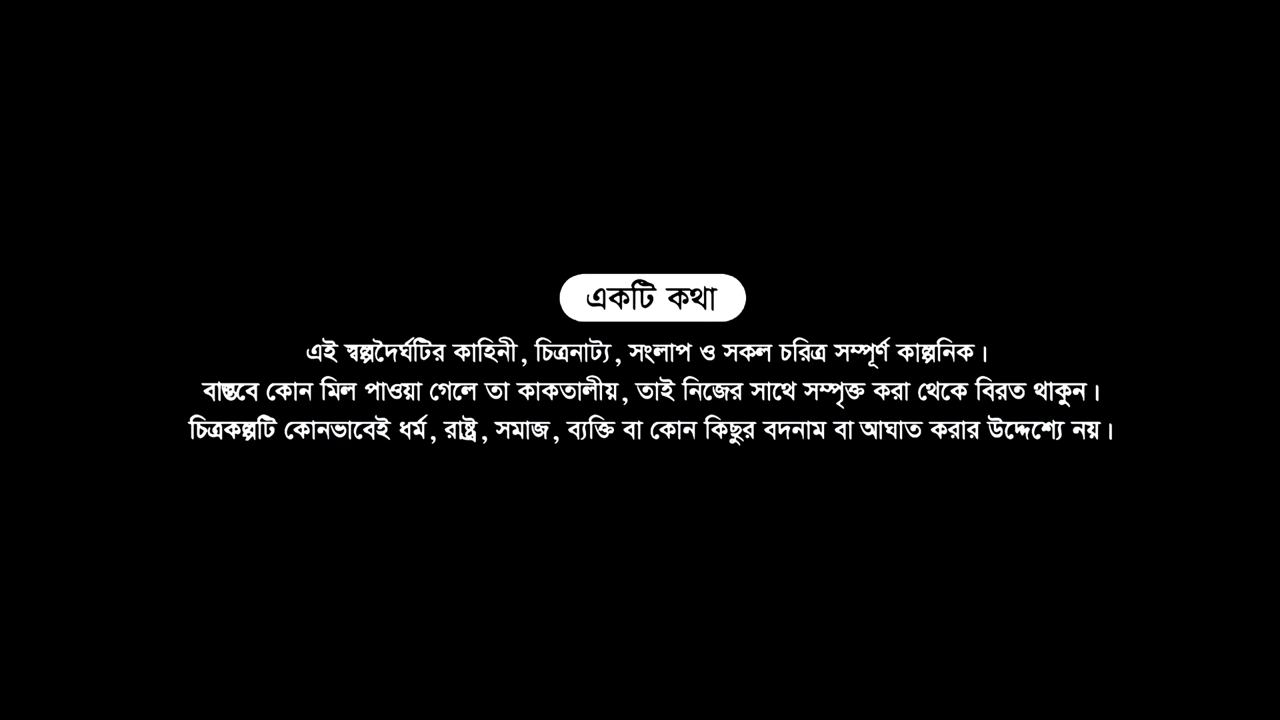 একটি কথা
এই স্বল্পদৈর্ঘটির কাহিনী, চিত্রনাট্য, সংলাপ ও সকল চরিত্র সম্পূর্ণ কাল্পনিক।
বাস্তবে কোন মিল পাওয়া গেলে তা কাকতালীয়, তাই নিজের সাথে সম্পৃক্ত করা থেকে বিরত থাকুন।
চিত্রকল্পটি কোনভাবেই ধর্ম, রাষ্ট্র, সমাজ, ব্যক্তি বা কোন কিছুর বদনাম বা আঘাত করার উদ্দেশ্যে নয়।